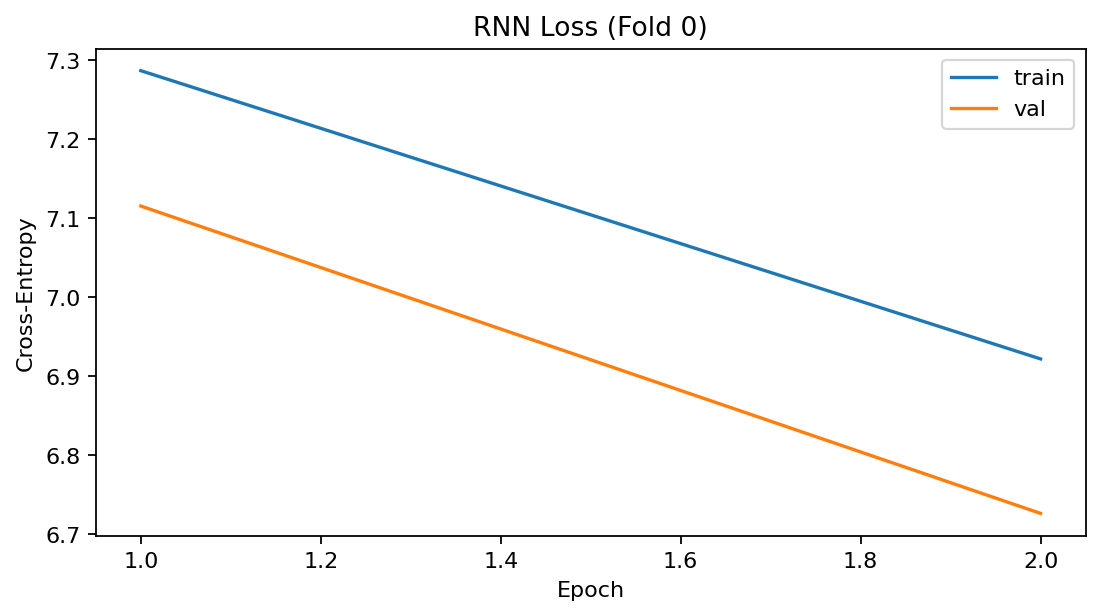 RNN Loss (Fold 0)
7.3
7.2
7.1
7.0
6.9
6.8
6.7
Cross-Entropy
train
val
1.0 1.2 1.4 1.6 1.8 2.0
Epoch